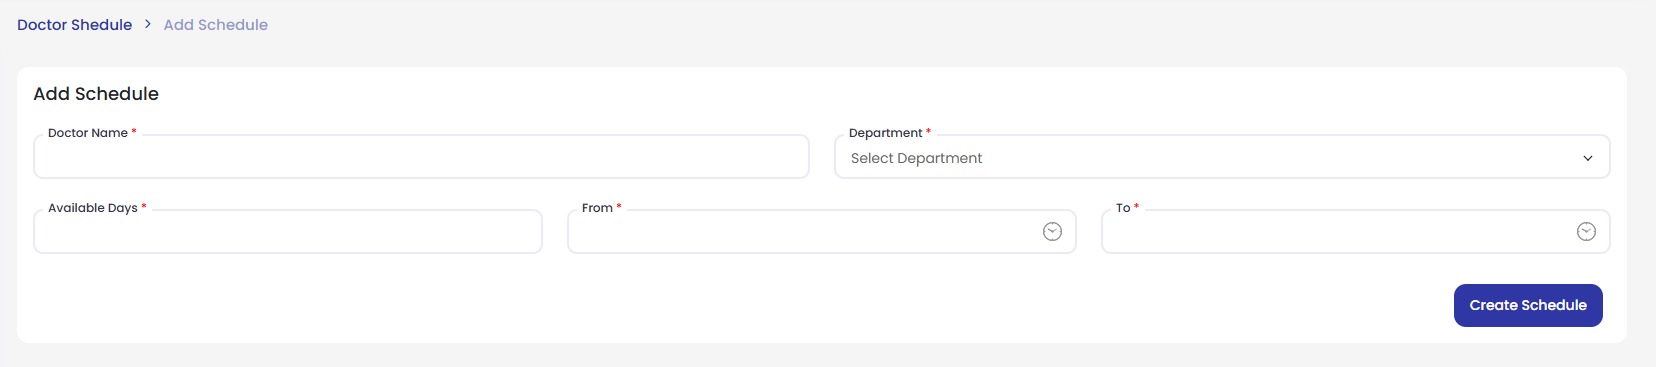 Doctor Shedule > Add Schedule
Add Schedule
Doctor Name * Department *
Select Department
Available Days * From * To *
Create Schedule